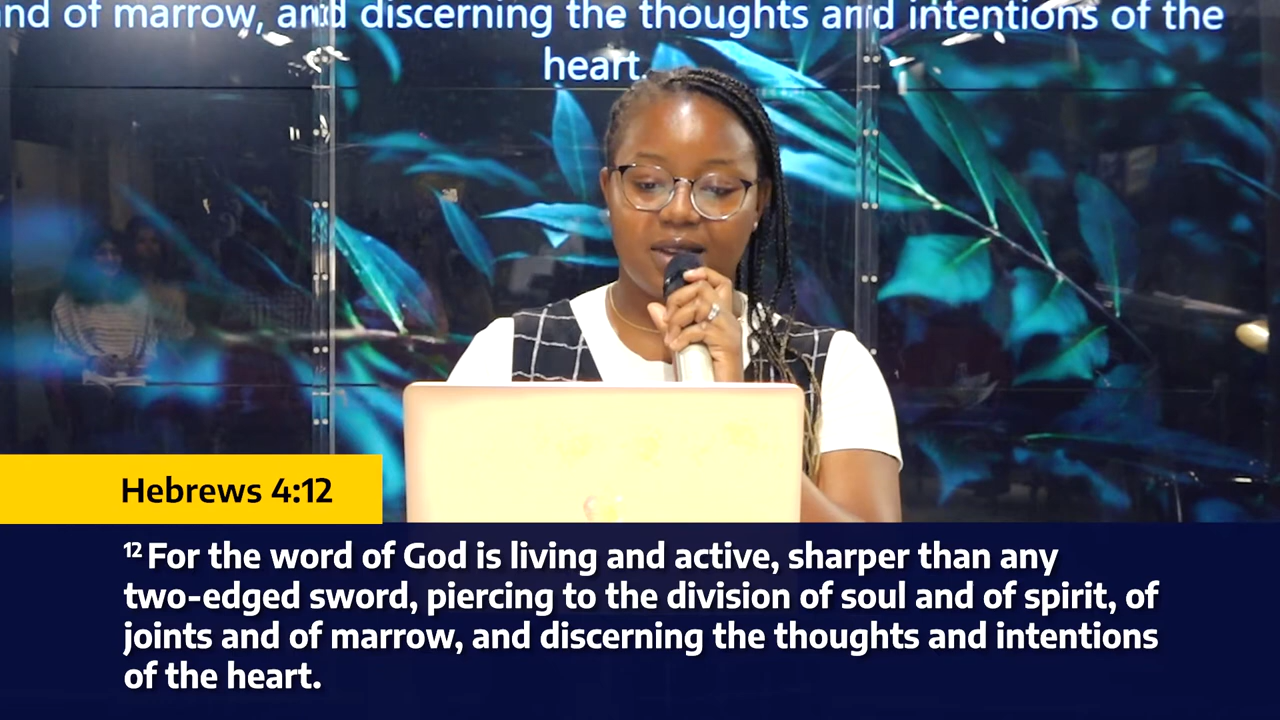 and of marrow, and discerning the thoughts and intentions of the
heart.
Hebrews 4:12
12 For the word of God is living and active, sharper than any
two-edged sword, piercing to the division of soul and of spirit, of
joints and of marrow, and discerning the thoughts and intentions
of the heart.